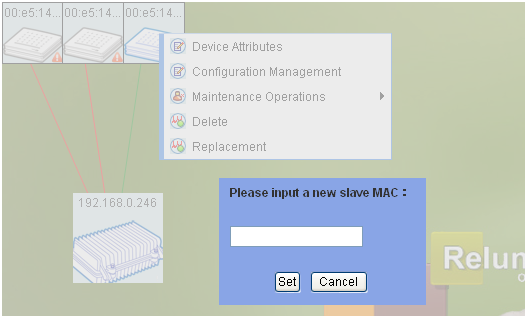 00:e5:14... 00:e5:14... 00:e5:14...
Device Attributes
Configuration Management
Maintenance Operations
Delete
Replacement
192.168.0.246
Please input a new slave MAC：
Set Cancel
Relun